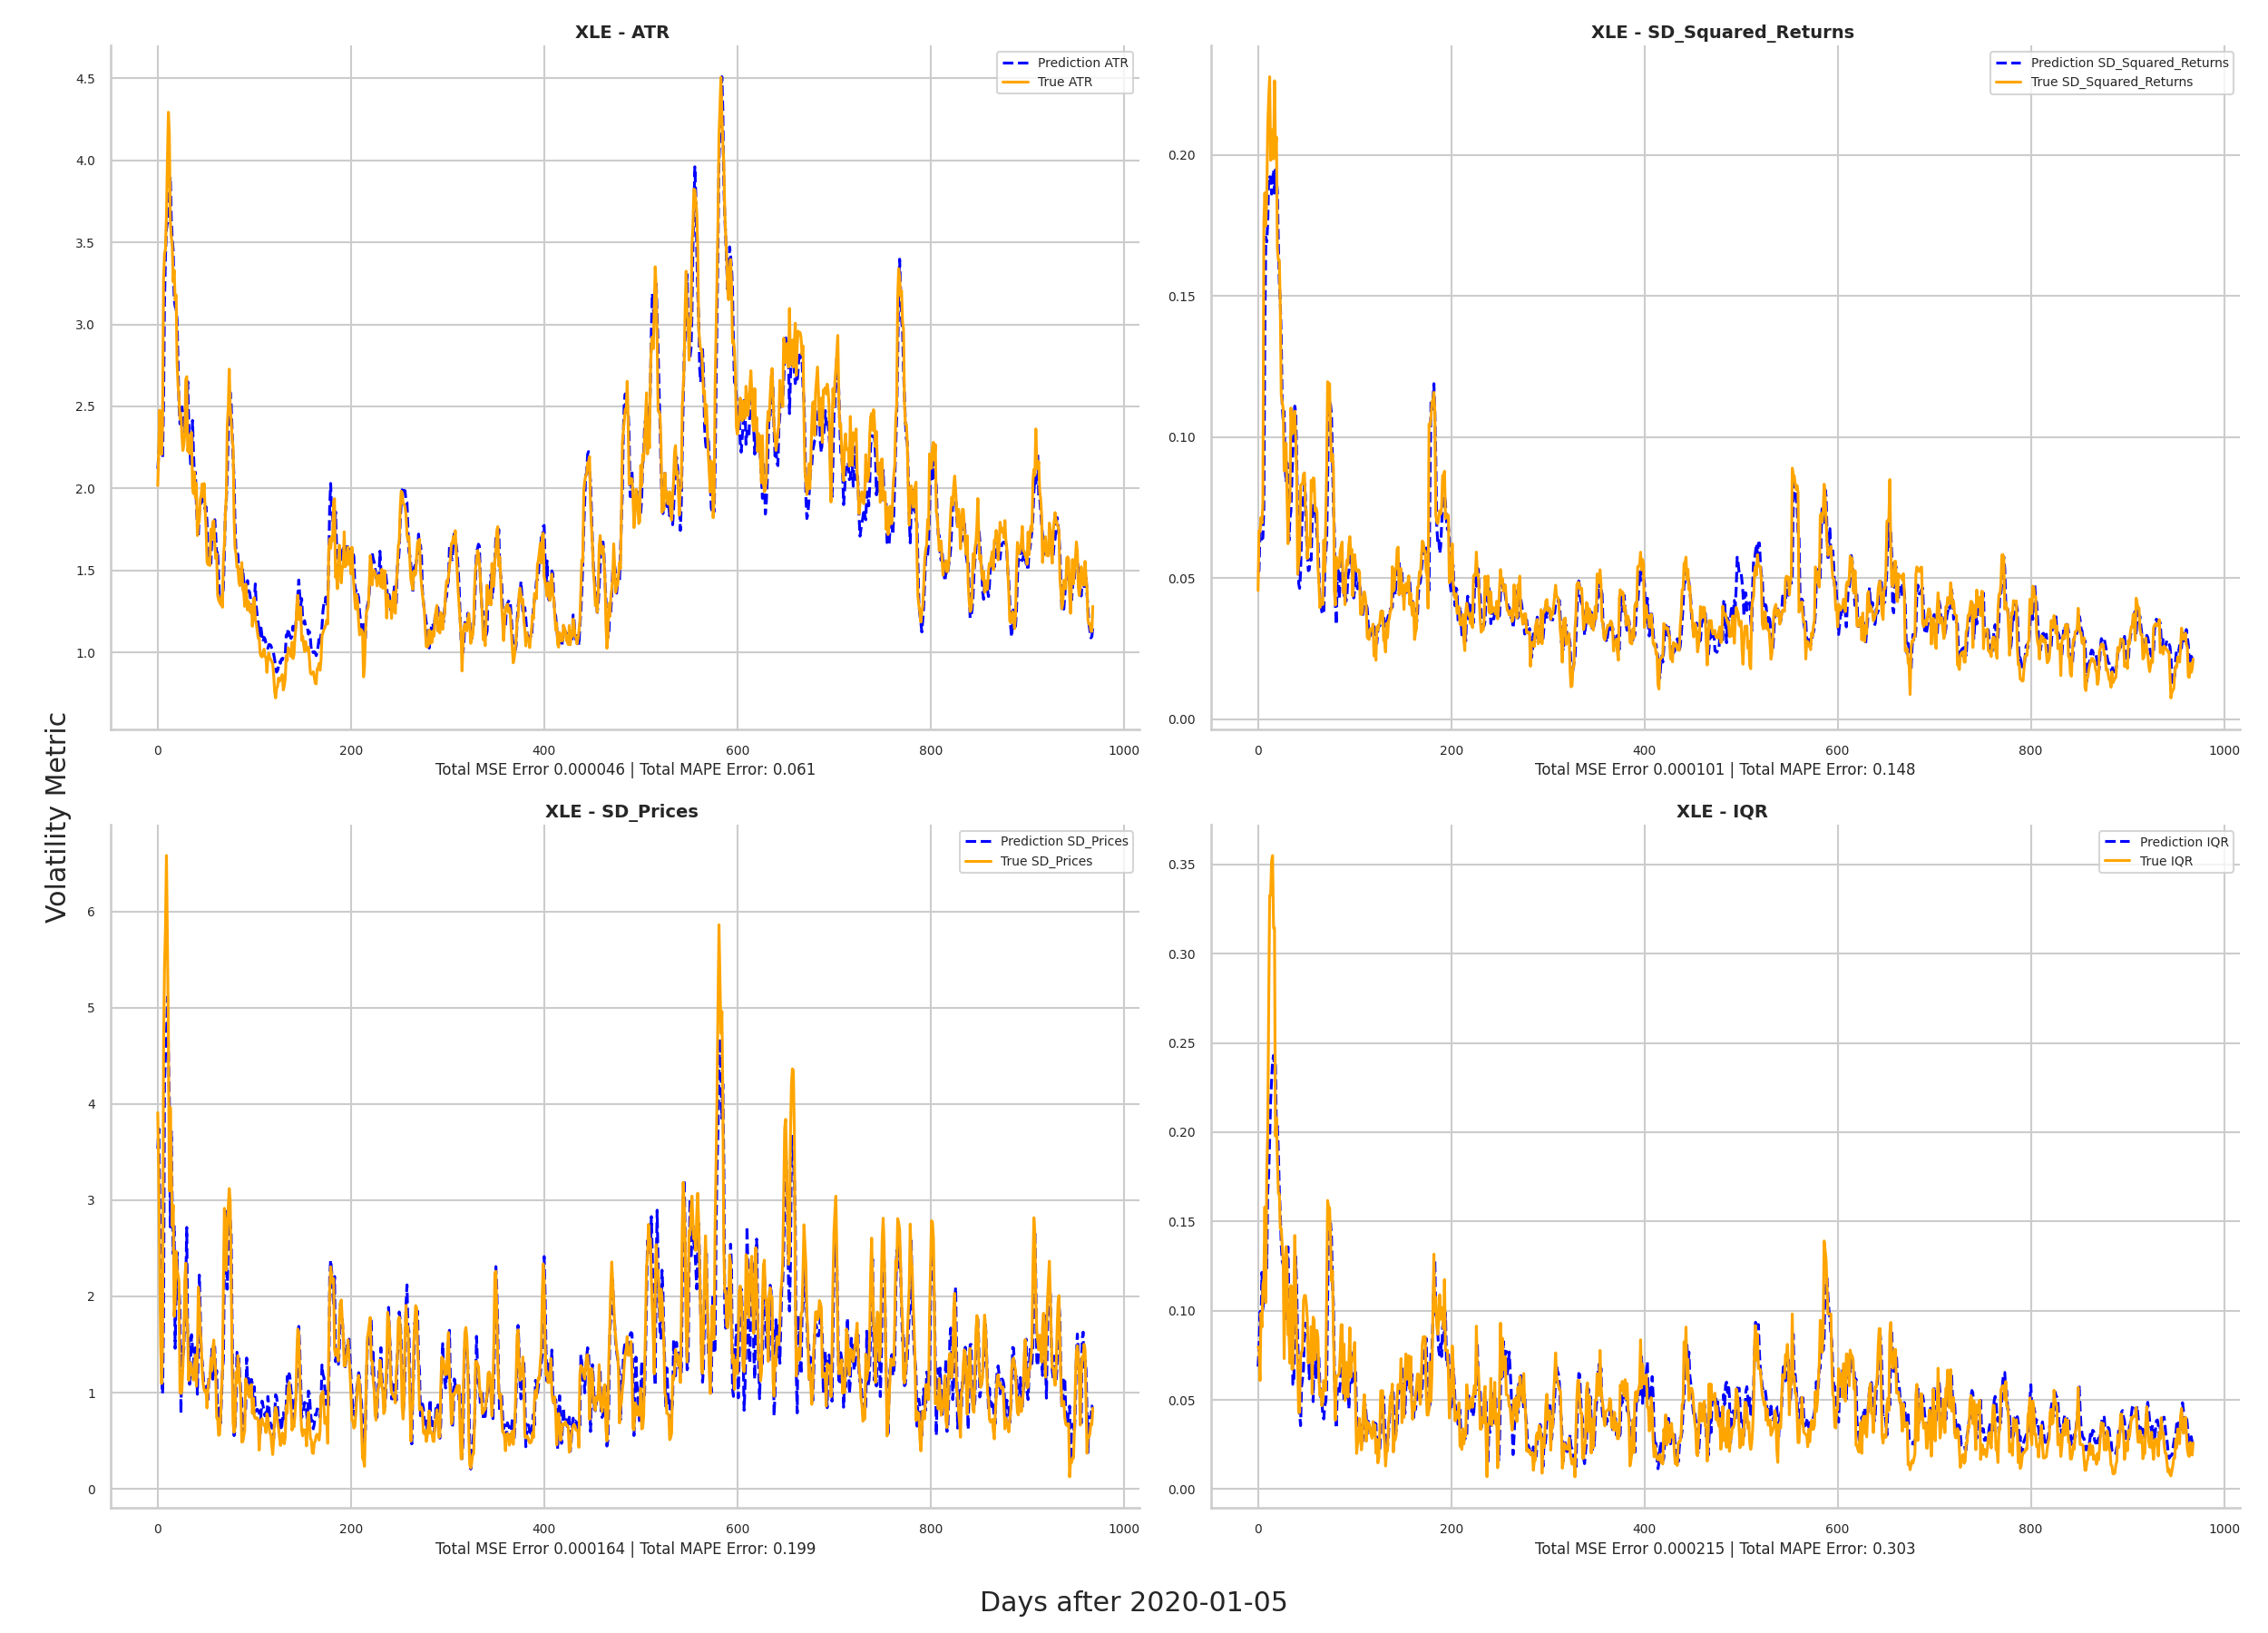 XLE - ATR
Prediction ATR
True ATR
4.5
4.0
3.5
3.0
2.5
2.0
1.5
1.0
0 200 400 600 800 1000
Total MSE Error 0.000046 | Total MAPE Error: 0.061
XLE - SD_Squared_Returns
Prediction SD_Squared_Returns
True SD_Squared_Returns
0.20
0.15
0.10
0.05
0.00
0 200 400 600 800 1000
Total MSE Error 0.000101 | Total MAPE Error: 0.148
Volatility Metric
XLE - SD_Prices
Prediction SD_Prices
True SD_Prices
6
5
4
3
2
1
0
0 200 400 600 800 1000
Total MSE Error 0.000164 | Total MAPE Error: 0.199
XLE - IQR
Prediction IQR
True IQR
0.35
0.30
0.25
0.20
0.15
0.10
0.05
0.00
0 200 400 600 800 1000
Total MSE Error 0.000215 | Total MAPE Error: 0.303
Days after 2020-01-05